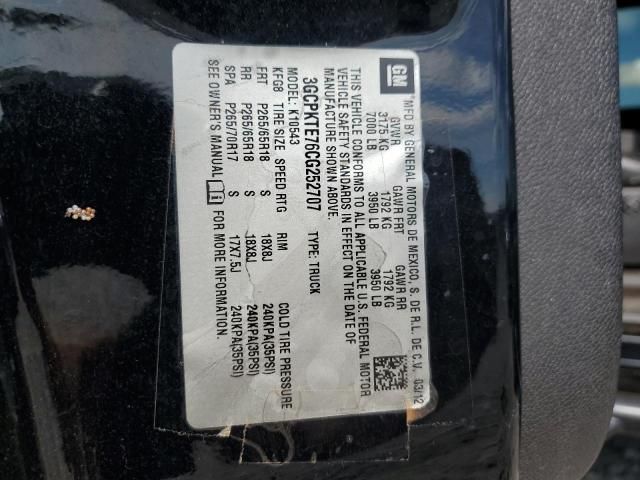 GM
MFD BY GENERAL MOTORS DE MEXICO, S. DE R.L. DE C.V. 03/12
GVWR GAWR FRT GAWR RR
3175 KG 1792 KG 1792 KG
7000 LB 3950 LB 3950 LB
THIS VEHICLE CONFORMS TO ALL APPLICABLE U.S. FEDERAL MOTOR
VEHICLE SAFETY STANDARDS IN EFFECT ON THE DATE OF
MANUFACTURE SHOWN ABOVE.
3GCPKTE76CG252707 TYPE: TRUCK
MODEL: K10543
KFG8 TIRE SIZE SPEED RTG RIM COLD TIRE PRESSURE
FRT P265/65R18 S 18X8J 240KPA(35PSI)
RR P265/65R18 S 18X8J 240KPA(35PSI)
SPA P265/70R17 S 17X7.5J 240KPA(35PSI)
SEE OWNER'S MANUAL FOR MORE INFORMATION.